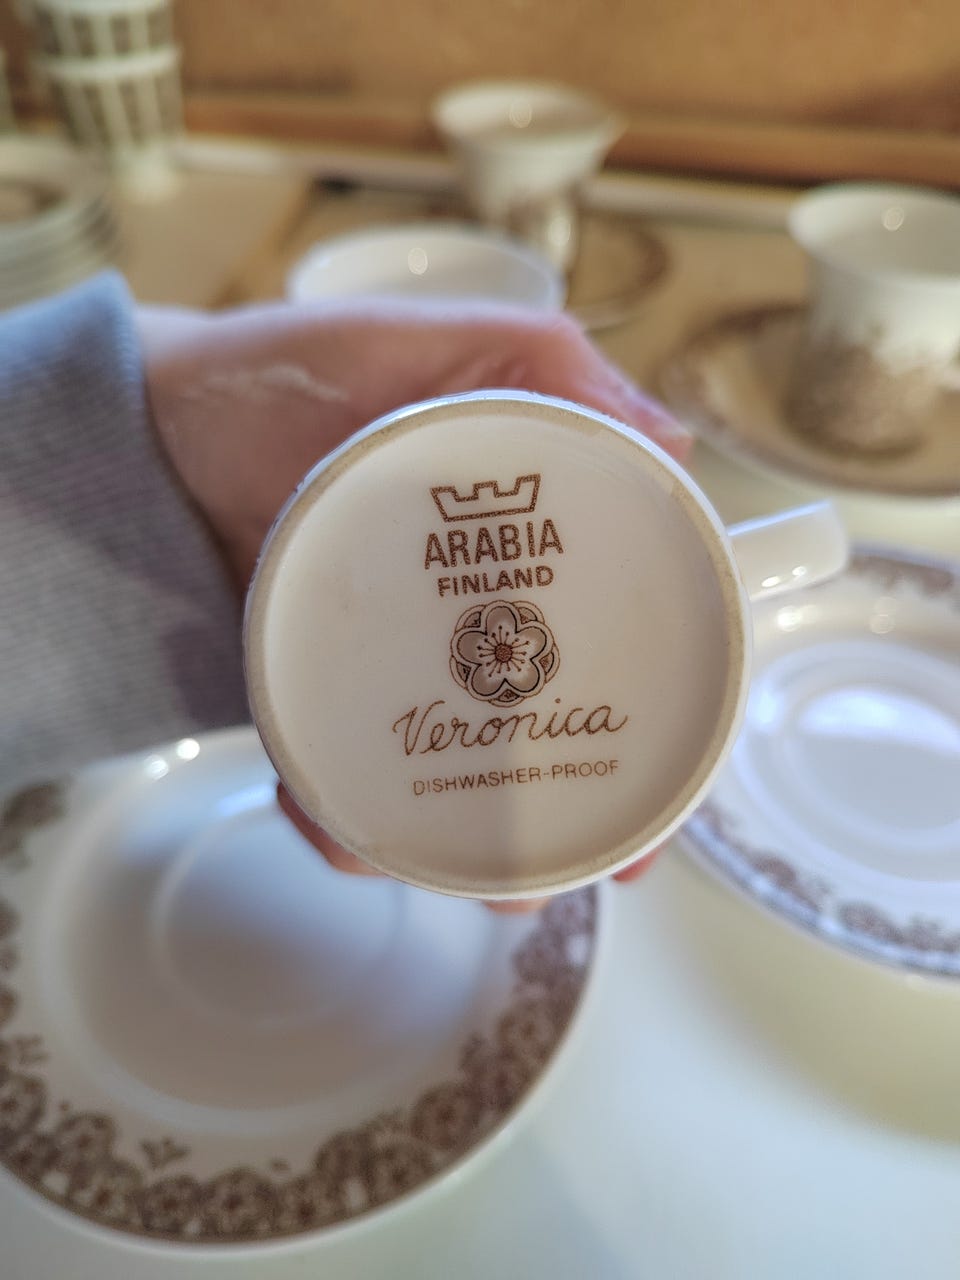 ARABIA
FINLAND
Veronica
DISHWASHER-PROOF